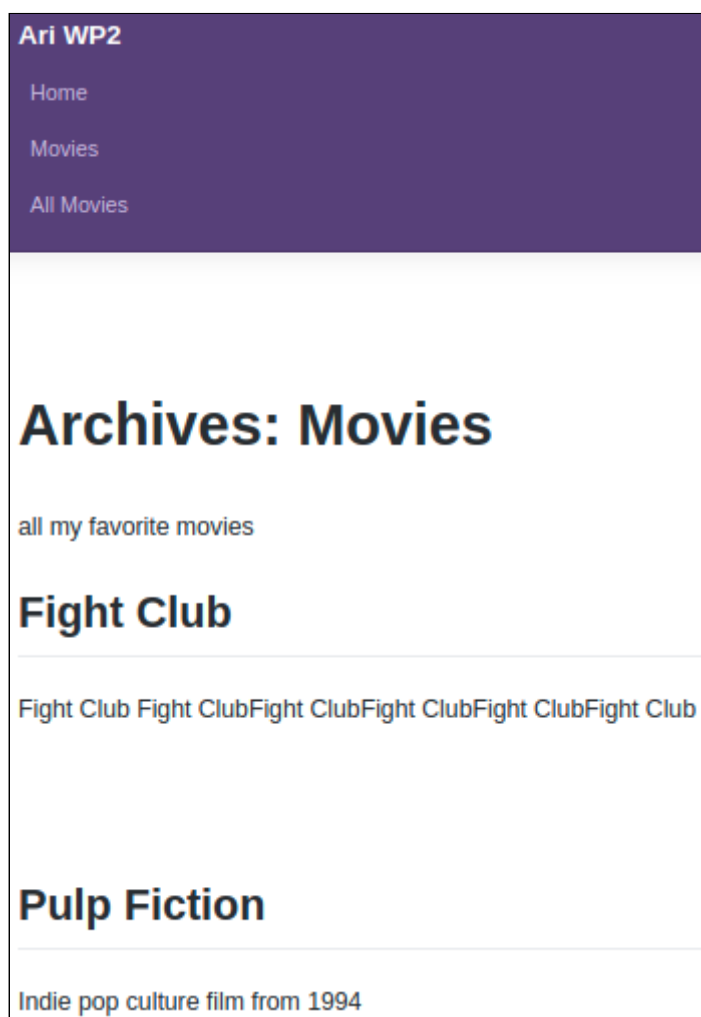 Ari WP2
Home
Movies
All Movies
Archives: Movies
all my favorite movies
Fight Club
Fight Club Fight ClubFight ClubFight ClubFight ClubFight Club
Pulp Fiction
Indie pop culture film from 1994